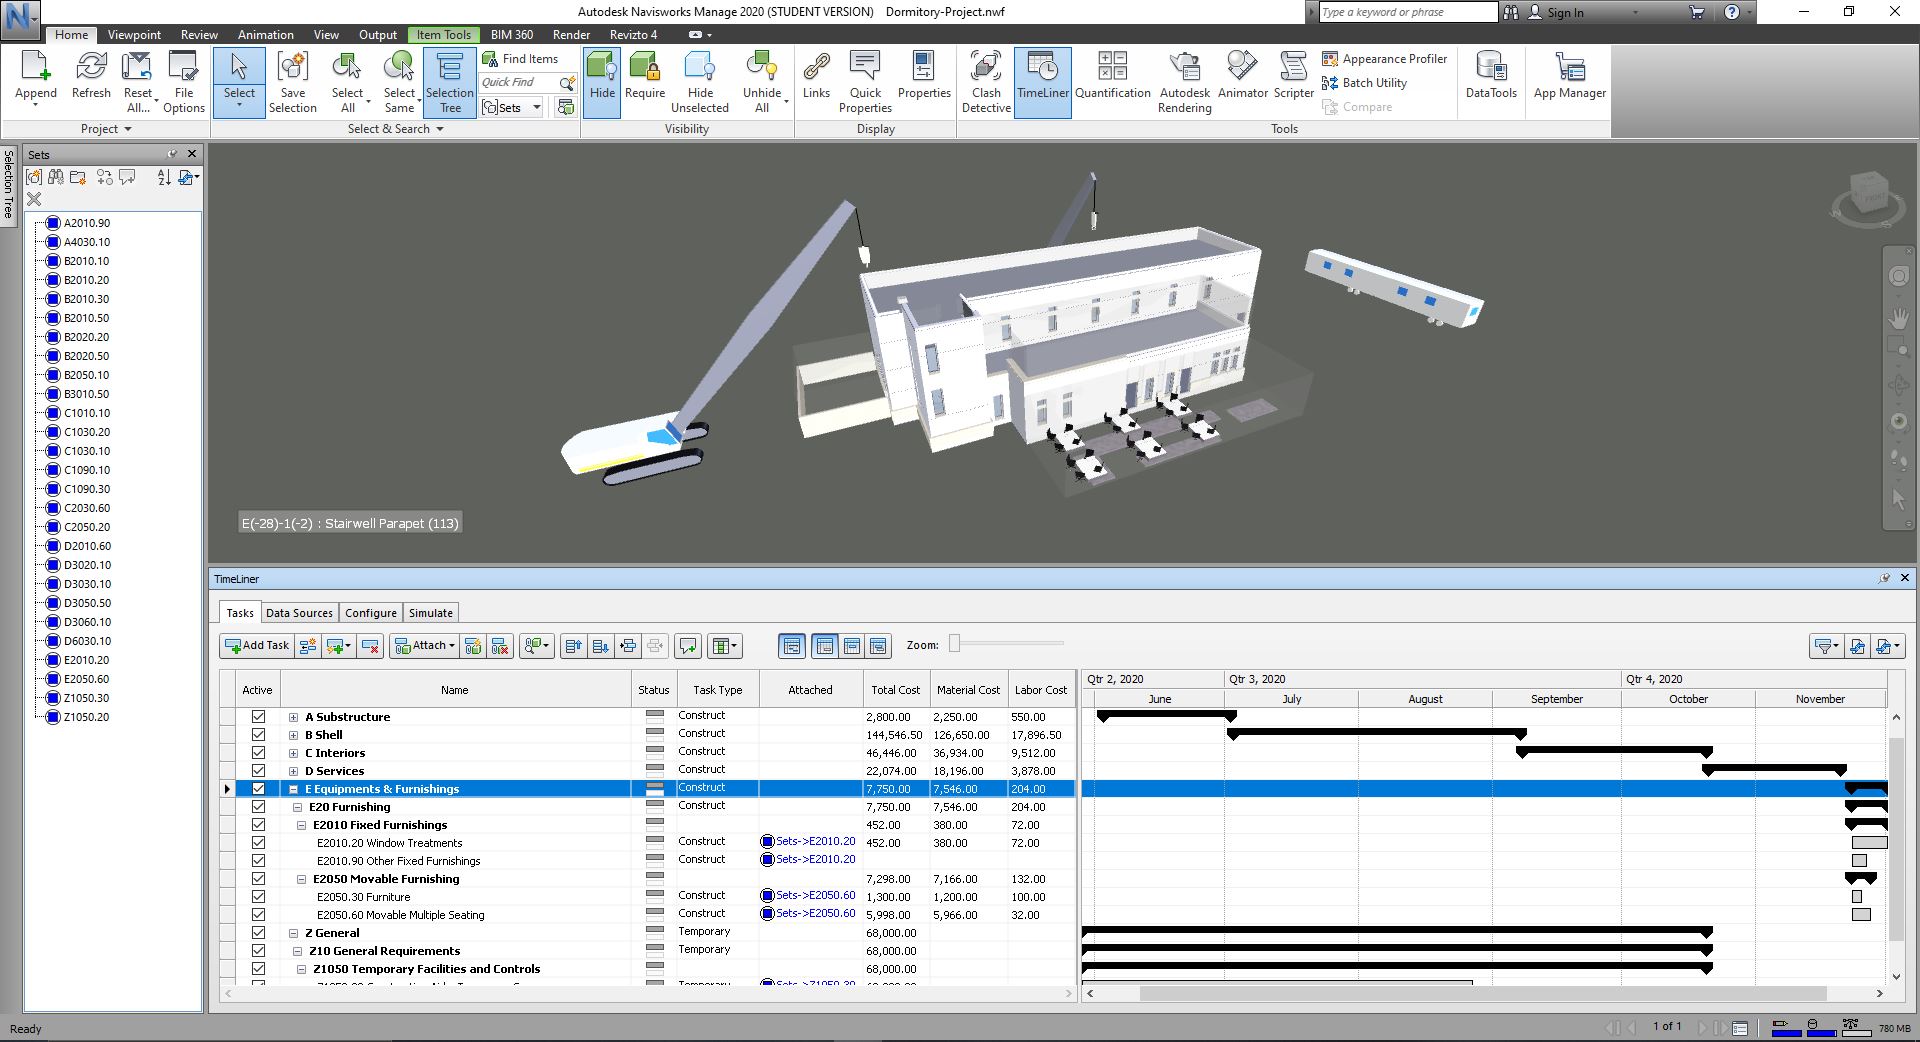 Autodesk Navisworks Manage 2020 (STUDENT VERSION) Dormitory-Project.nwf
Type a keyword or phrase
Sign In
Home Viewpoint Review Animation View Output Item Tools BIM 360 Render Revizto 4
Append
Refresh
Reset All...
File Options
Project
Select
Save Selection
Select All
Select Same
Selection Tree
Find Items
Quick Find
Sets
Select & Search
Hide
Require
Hide Unselected
Unhide All
Visibility
Links
Quick Properties
Properties
Display
Clash Detective
TimeLiner
Quantification
Autodesk Rendering
Animator
Scripter
Appearance Profiler
Batch Utility
Compare
Tools
DataTools
App Manager
Selection Tree
Sets
A2010.90
A4030.10
B2010.10
B2010.20
B2010.30
B2010.50
B2020.20
B2020.50
B2050.10
B3010.50
C1010.10
C1030.20
C1030.10
C1090.10
C1090.30
C2030.60
C2050.20
D2010.60
D3020.10
D3030.10
D3050.50
D3060.10
D6030.10
E2010.20
E2050.60
Z1050.30
Z1050.20
E(-28)-1(-2) : Stairwell Parapet (113)
TimeLiner
Tasks Data Sources Configure Simulate
Add Task
Attach
Zoom:
Active Name Status Task Type Attached Total Cost Material Cost Labor Cost
A Substructure Construct 2,800.00 2,250.00 550.00
B Shell Construct 144,546.50 126,650.00 17,896.50
C Interiors Construct 46,446.00 36,934.00 9,512.00
D Services Construct 22,074.00 18,196.00 3,878.00
E Equipments & Furnishings Construct 7,750.00 7,546.00 204.00
E20 Furnishing Construct 7,750.00 7,546.00 204.00
E2010 Fixed Furnishings 452.00 380.00 72.00
E2010.20 Window Treatments Construct Sets->E2010.20 452.00 380.00 72.00
E2010.90 Other Fixed Furnishings Construct Sets->E2010.20
E2050 Movable Furnishing 7,298.00 7,166.00 132.00
E2050.30 Furniture Construct Sets->E2050.60 1,300.00 1,200.00 100.00
E2050.60 Movable Multiple Seating Construct Sets->E2050.60 5,998.00 5,966.00 32.00
Z General Temporary 68,000.00
Z10 General Requirements Temporary 68,000.00
Z1050 Temporary Facilities and Controls 68,000.00
Qtr 2, 2020 Qtr 3, 2020 Qtr 4, 2020
June July August September October November
Ready
1 of 1
780 MB